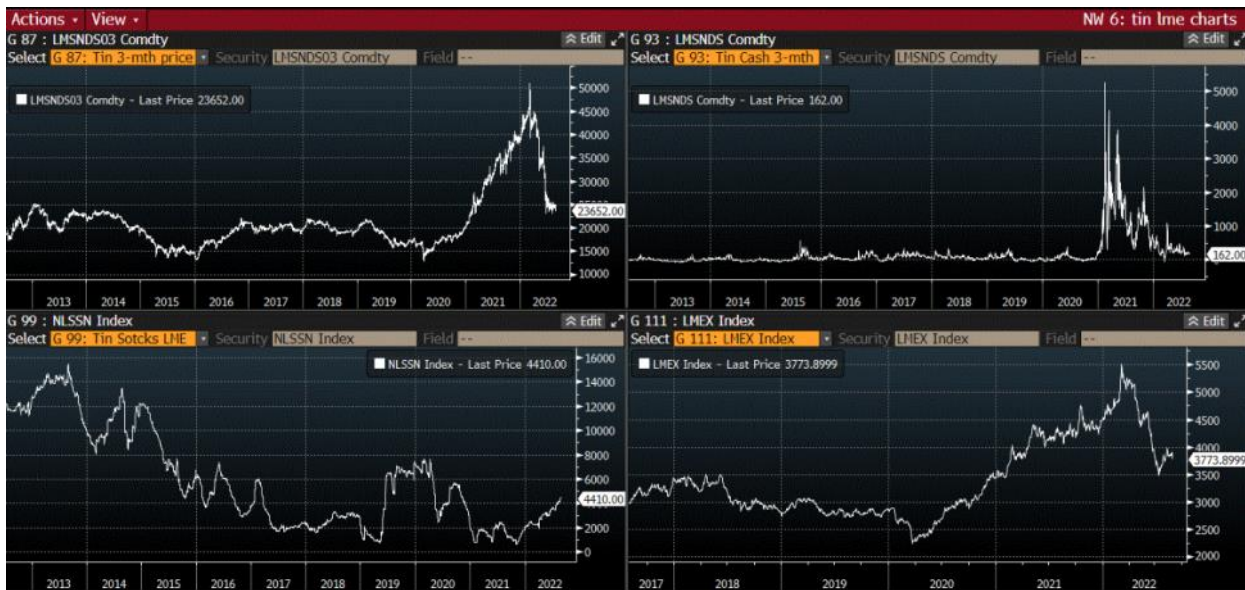 Actions View NW 6: tin lme charts
G 87 : LMSNDS03 Comdty Edit
Select G 87: Tin 3-mth price Security LMSNDS03 Comdty Field --
LMSNDS03 Comdty - Last Price 23652.00
50000
45000
40000
35000
30000
23652.00
20000
15000
10000
2013 2014 2015 2016 2017 2018 2019 2020 2021 2022
G 93 : LMSNDS Comdty Edit
Select G 93: Tin Cash 3-mth Security LMSNDS Comdty Field --
LMSNDS Comdty - Last Price 162.00
5000
4000
3000
2000
1000
162.00
2013 2014 2015 2016 2017 2018 2019 2020 2021 2022
G 99 : NLSSN Index Edit
Select G 99: Tin Sotcks LME Security NLSSN Index Field --
NLSSN Index - Last Price 4410.00
16000
14000
12000
10000
8000
6000
4410.00
2000
0
2013 2014 2015 2016 2017 2018 2019 2020 2021 2022
G 111 : LMEX Index Edit
Select G 111: LMEX Index Security LMEX Index Field --
LMEX Index - Last Price 3773.8999
5500
5000
4500
4000
3773.8999
3000
2500
2000
2017 2018 2019 2020 2021 2022